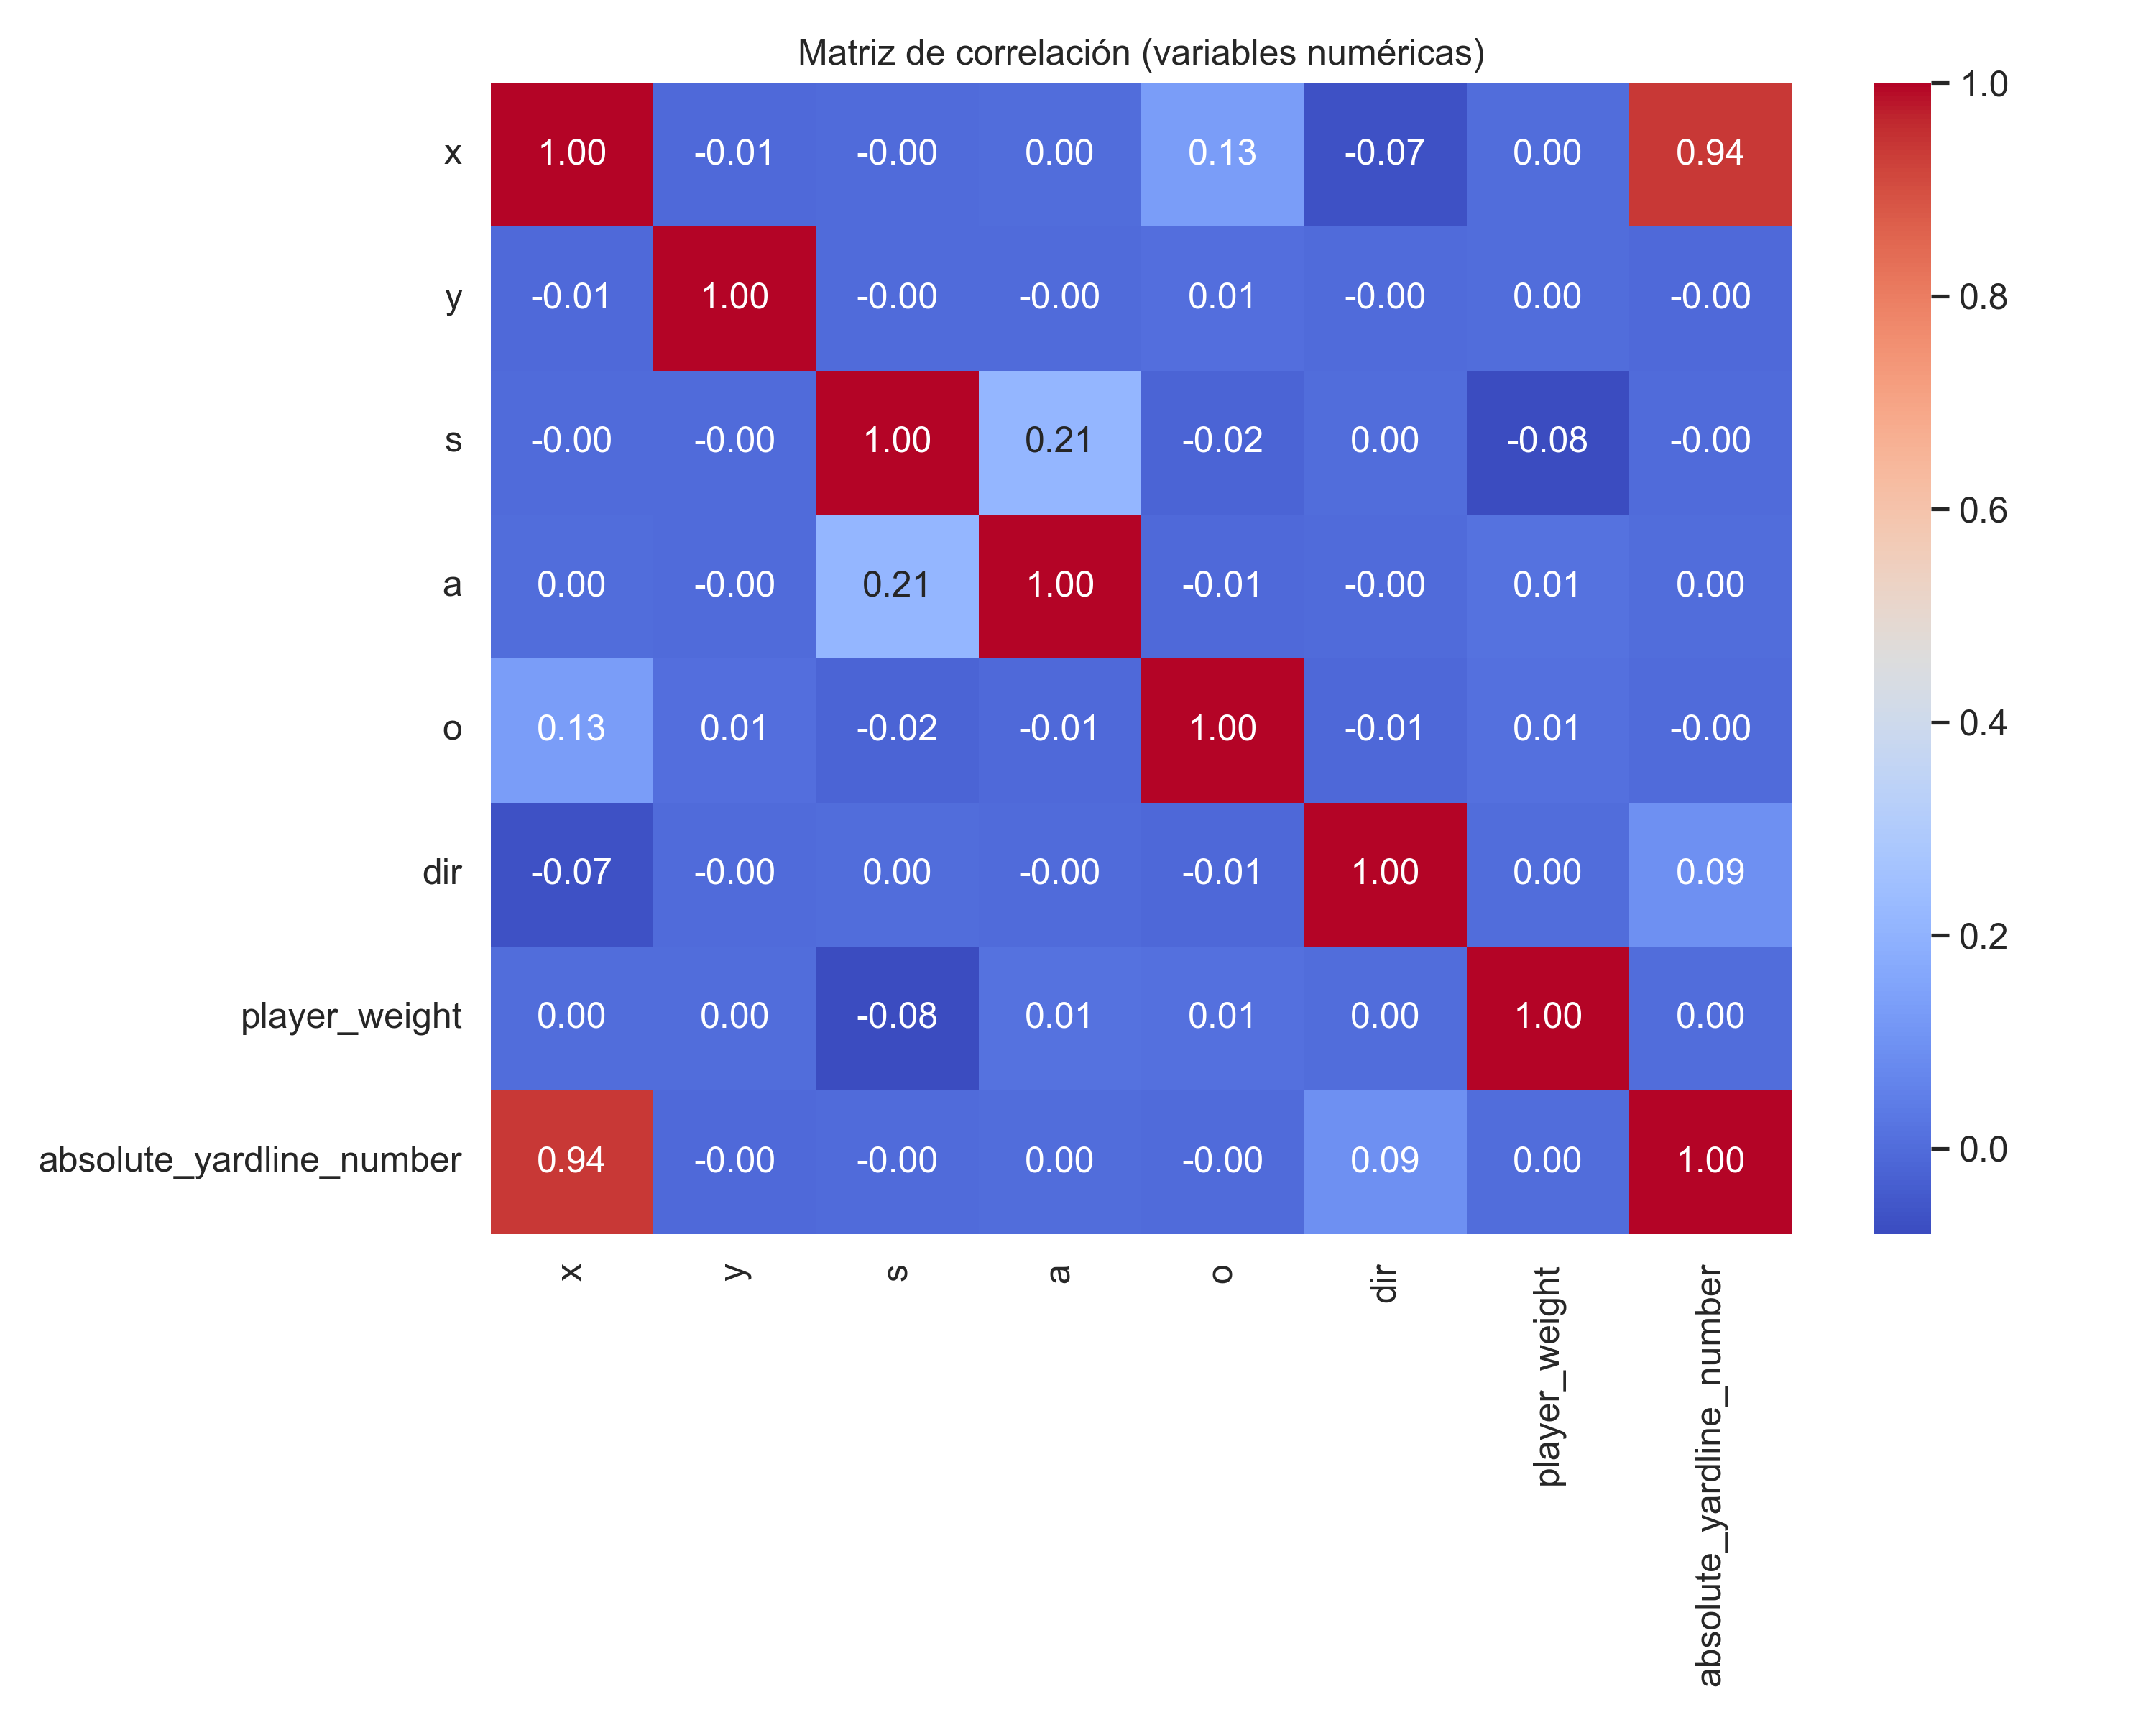 Matriz de correlación (variables numéricas)
x 1.00 -0.01 -0.00 0.00 0.13 -0.07 0.00 0.94
y -0.01 1.00 -0.00 -0.00 0.01 -0.00 0.00 -0.00
s -0.00 -0.00 1.00 0.21 -0.02 0.00 -0.08 -0.00
a 0.00 -0.00 0.21 1.00 -0.01 -0.00 0.01 0.00
o 0.13 0.01 -0.02 -0.01 1.00 -0.01 0.01 -0.00
dir -0.07 -0.00 0.00 -0.00 -0.01 1.00 0.00 0.09
player_weight 0.00 0.00 -0.08 0.01 0.01 0.00 1.00 0.00
absolute_yardline_number 0.94 -0.00 -0.00 0.00 -0.00 0.09 0.00 1.00
x y s a o dir player_weight absolute_yardline_number
1.0
0.8
0.6
0.4
0.2
0.0